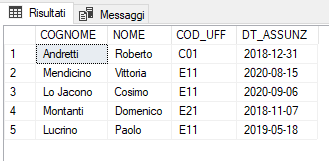 Risultati Messaggi
COGNOME NOME COD_UFF DT_ASSUNZ
1 Andretti Roberto C01 2018-12-31
2 Mendicino Vittoria E11 2020-08-15
3 Lo Jacono Cosimo E11 2020-09-06
4 Montanti Domenico E21 2018-11-07
5 Lucrino Paolo E11 2019-05-18